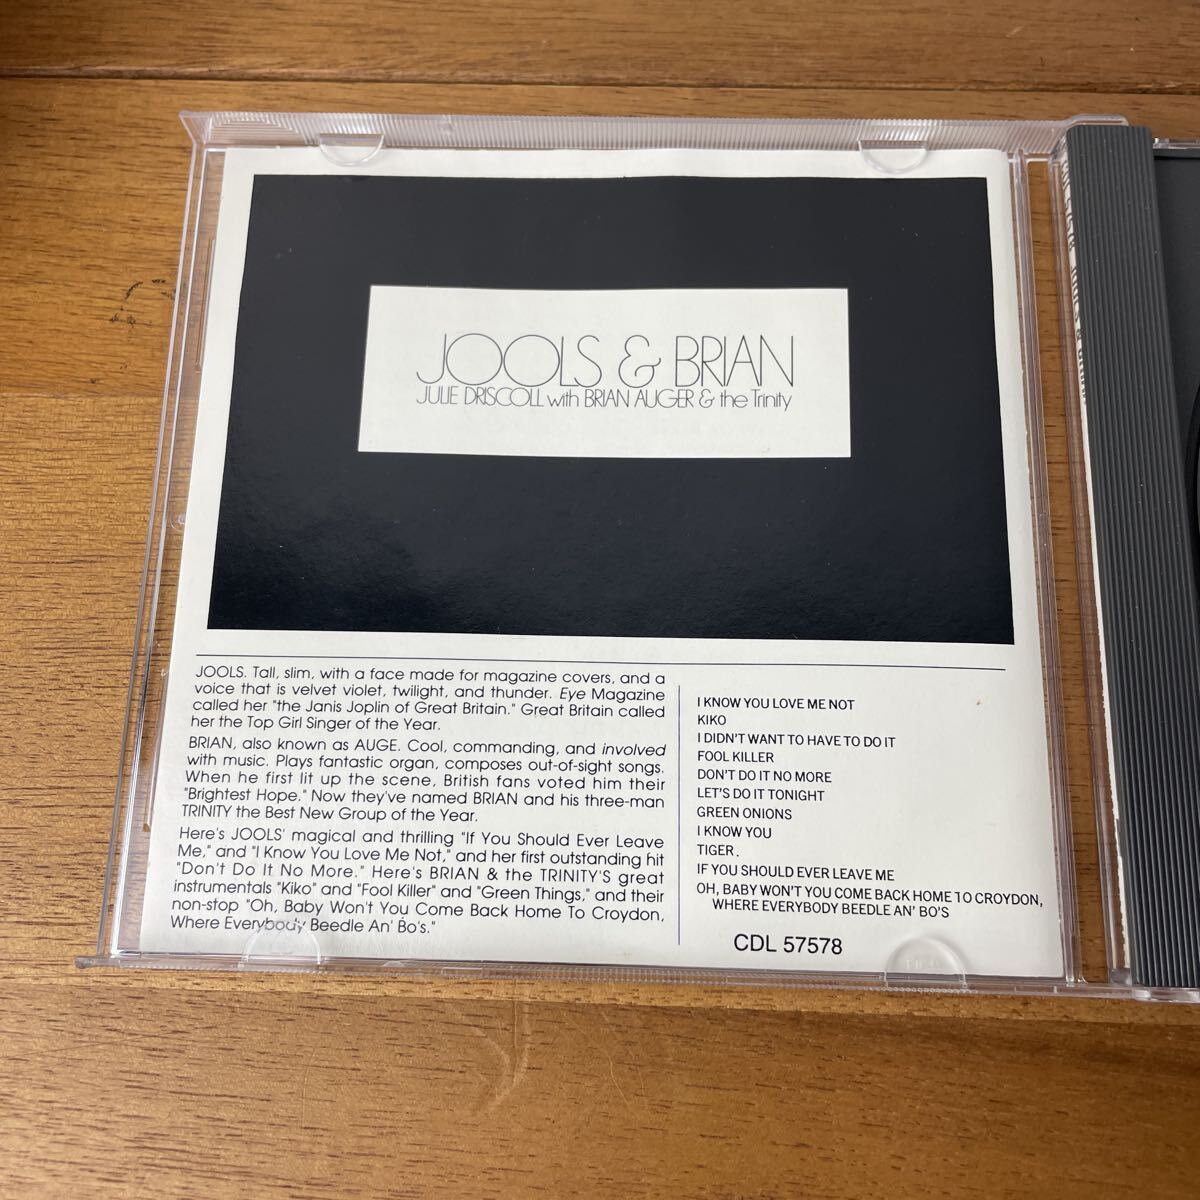 JOOLS & BRIAN
JULIE DRISCOLL with BRIAN AUGER & the Trinity
JOOLS. Tall, slim, with a face made for magazine covers, and a
voice that is velvet violet, twilight, and thunder. Eye Magazine
called her "the Janis Joplin of Great Britain." Great Britain called
her the Top Girl Singer of the Year.
BRIAN, also known as AUGE. Cool, commanding, and involved
with music. Plays fantastic organ, composes out-of-sight songs.
When he first lit up the scene, British fans voted him their
"Brightest Hope." Now they've named BRIAN and his three-man
TRINITY the Best New Group of the Year.
Here's JOOLS' magical and thrilling "If You Should Ever Leave
Me," and "I Know You Love Me Not," and her first outstanding hit
"Don't Do It No More." Here's BRIAN & the TRINITY'S great
instrumentals "Kiko" and "Fool Killer" and "Green Things," and their
non-stop "Oh, Baby Won't You Come Back Home To Croydon,
Where Everybody Beedle An' Bo's."
I KNOW YOU LOVE ME NOT
KIKO
I DIDN'T WANT TO HAVE TO DO IT
FOOL KILLER
DON'T DO IT NO MORE
LET'S DO IT TONIGHT
GREEN ONIONS
I KNOW YOU
TIGER.
IF YOU SHOULD EVER LEAVE ME
OH, BABY WON'T YOU COME BACK HOME TO CROYDON,
WHERE EVERYBODY BEEDLE AN' BO'S
CDL 57578
CDL 57578 JOOLS & BRIAN